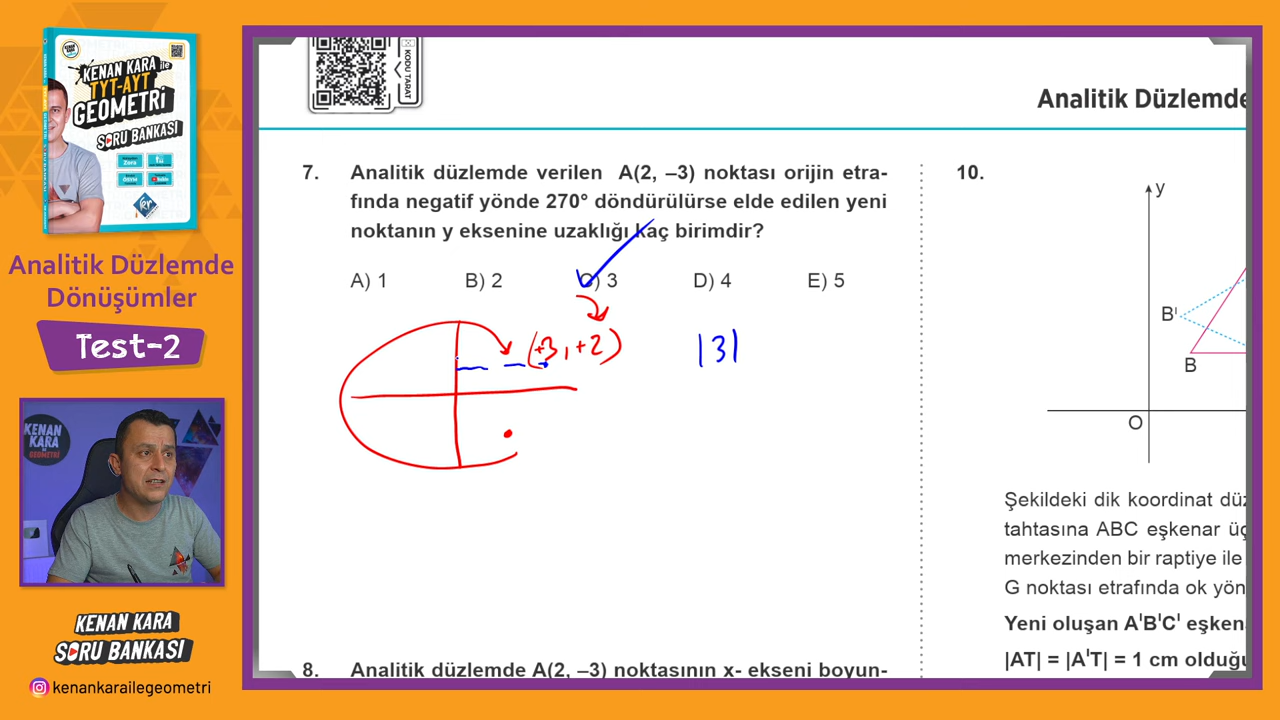 KENAN KARA ile
TYT-AYT
GEOMETRİ
SORU BANKASI
Analitik Düzlemde
Dönüşümler
Test-2
KENAN
KARA
GEOMETRİ
KENAN KARA
SORU BANKASI
kenankarailegeometri
KODU TARAT
Analitik Düzlemde
7. Analitik düzlemde verilen A(2, –3) noktası orijin etra-
fında negatif yönde 270° döndürülürse elde edilen yeni
noktanın y eksenine uzaklığı kaç birimdir?
A) 1 B) 2 C) 3 D) 4 E) 5
(+3, +2)
|3|
8. Analitik düzlemde A(2, –3) noktasının x- ekseni boyun-
10.
y
B'
B
O
Şekildeki dik koordinat düz
tahtasına ABC eşkenar üç
merkezinden bir raptiye ile
G noktası etrafında ok yön
Yeni oluşan A'B'C' eşken
|AT| = |A'T| = 1 cm olduğu